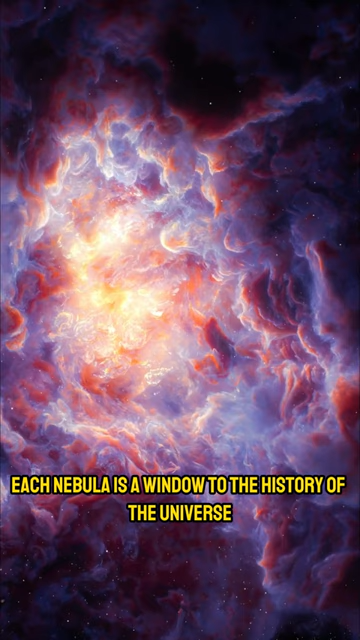 EACH NEBULA IS A WINDOW TO THE HISTORY OF
THE UNIVERSE